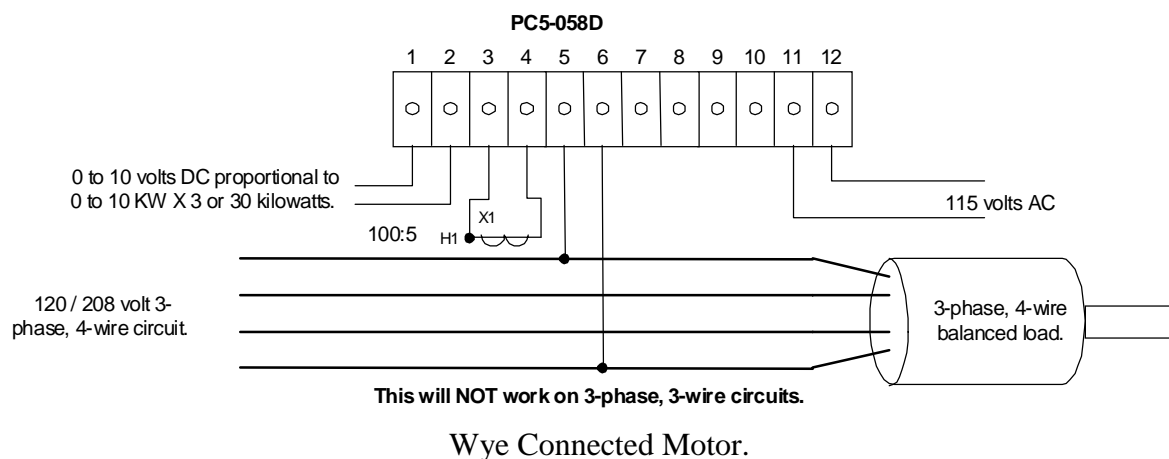 PC5-058D
1 2 3 4 5 6 7 8 9 10 11 12
0 to 10 volts DC proportional to
0 to 10 KW X 3 or 30 kilowatts.
115 volts AC
X1
100:5
H1
120 / 208 volt 3-
phase, 4-wire circuit.
3-phase, 4-wire
balanced load.
This will NOT work on 3-phase, 3-wire circuits.
Wye Connected Motor.